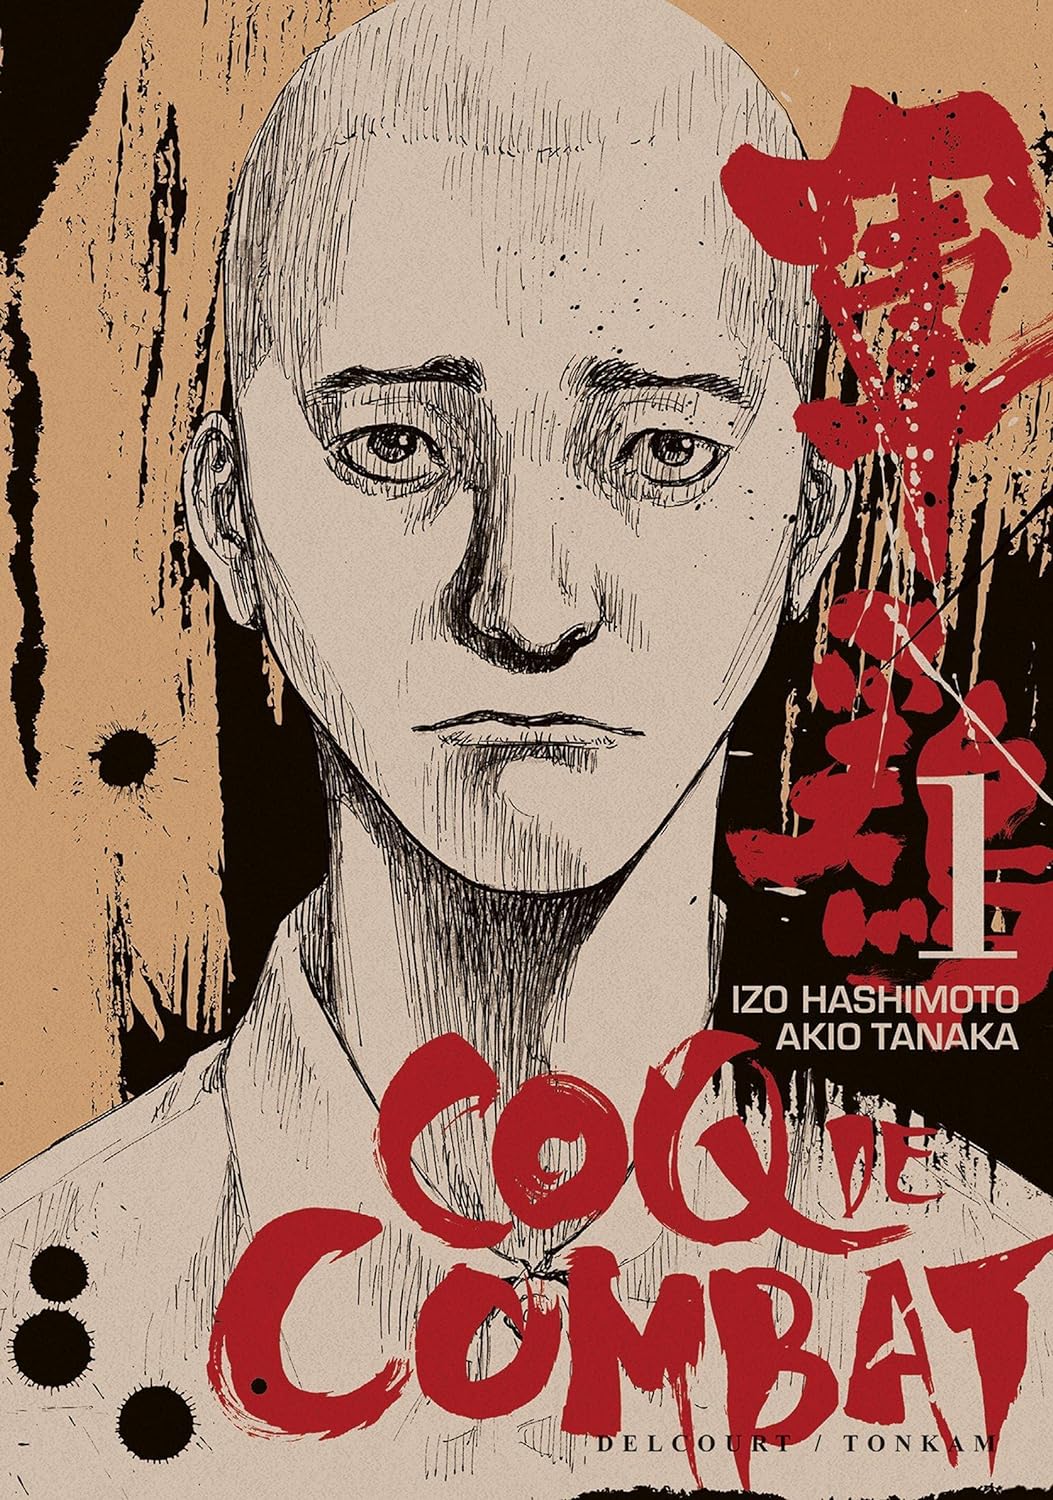 軍鶏
1
IZO HASHIMOTO
AKIO TANAKA
COQ DE
COMBAT
DELCOURT / TONKAM